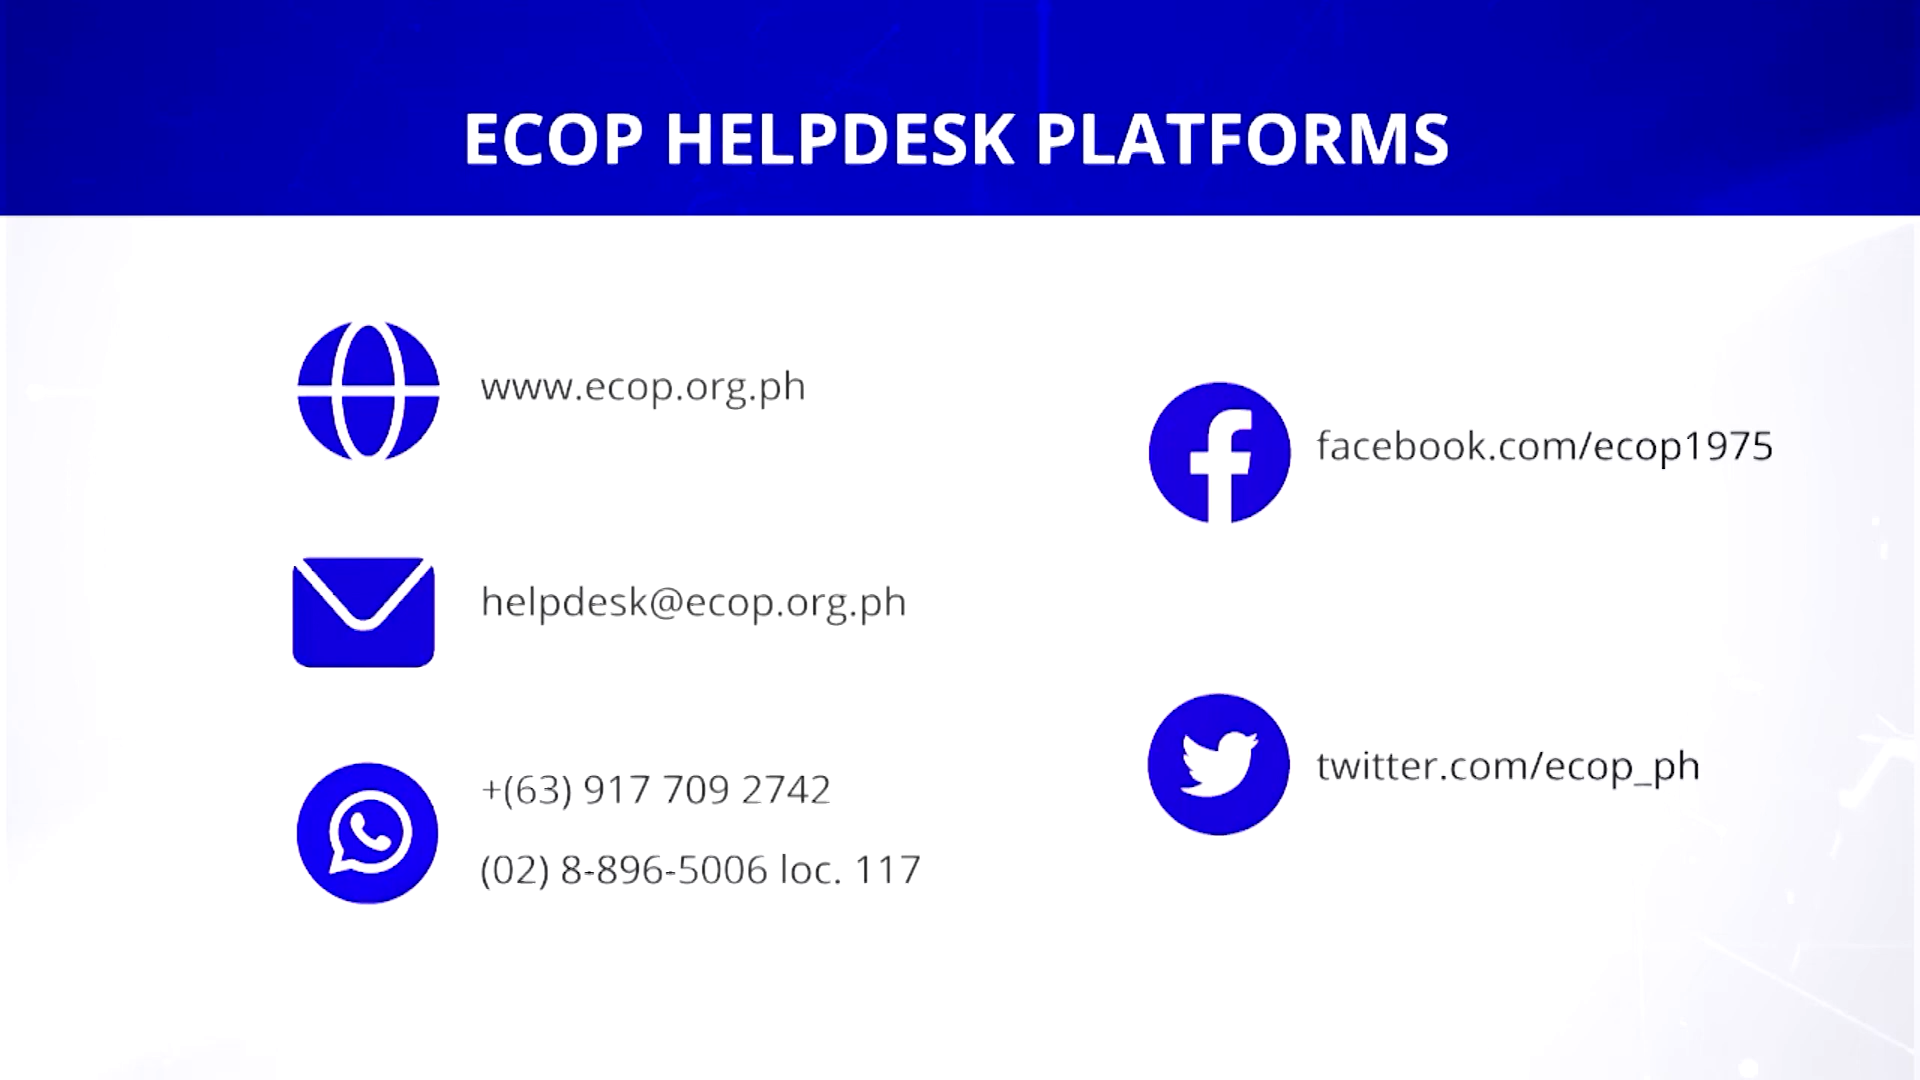 ECOP HELPDESK PLATFORMS
www.ecop.org.ph
helpdesk@ecop.org.ph
+(63) 917 709 2742
(02) 8-896-5006 loc. 117
facebook.com/ecop1975
twitter.com/ecop_ph